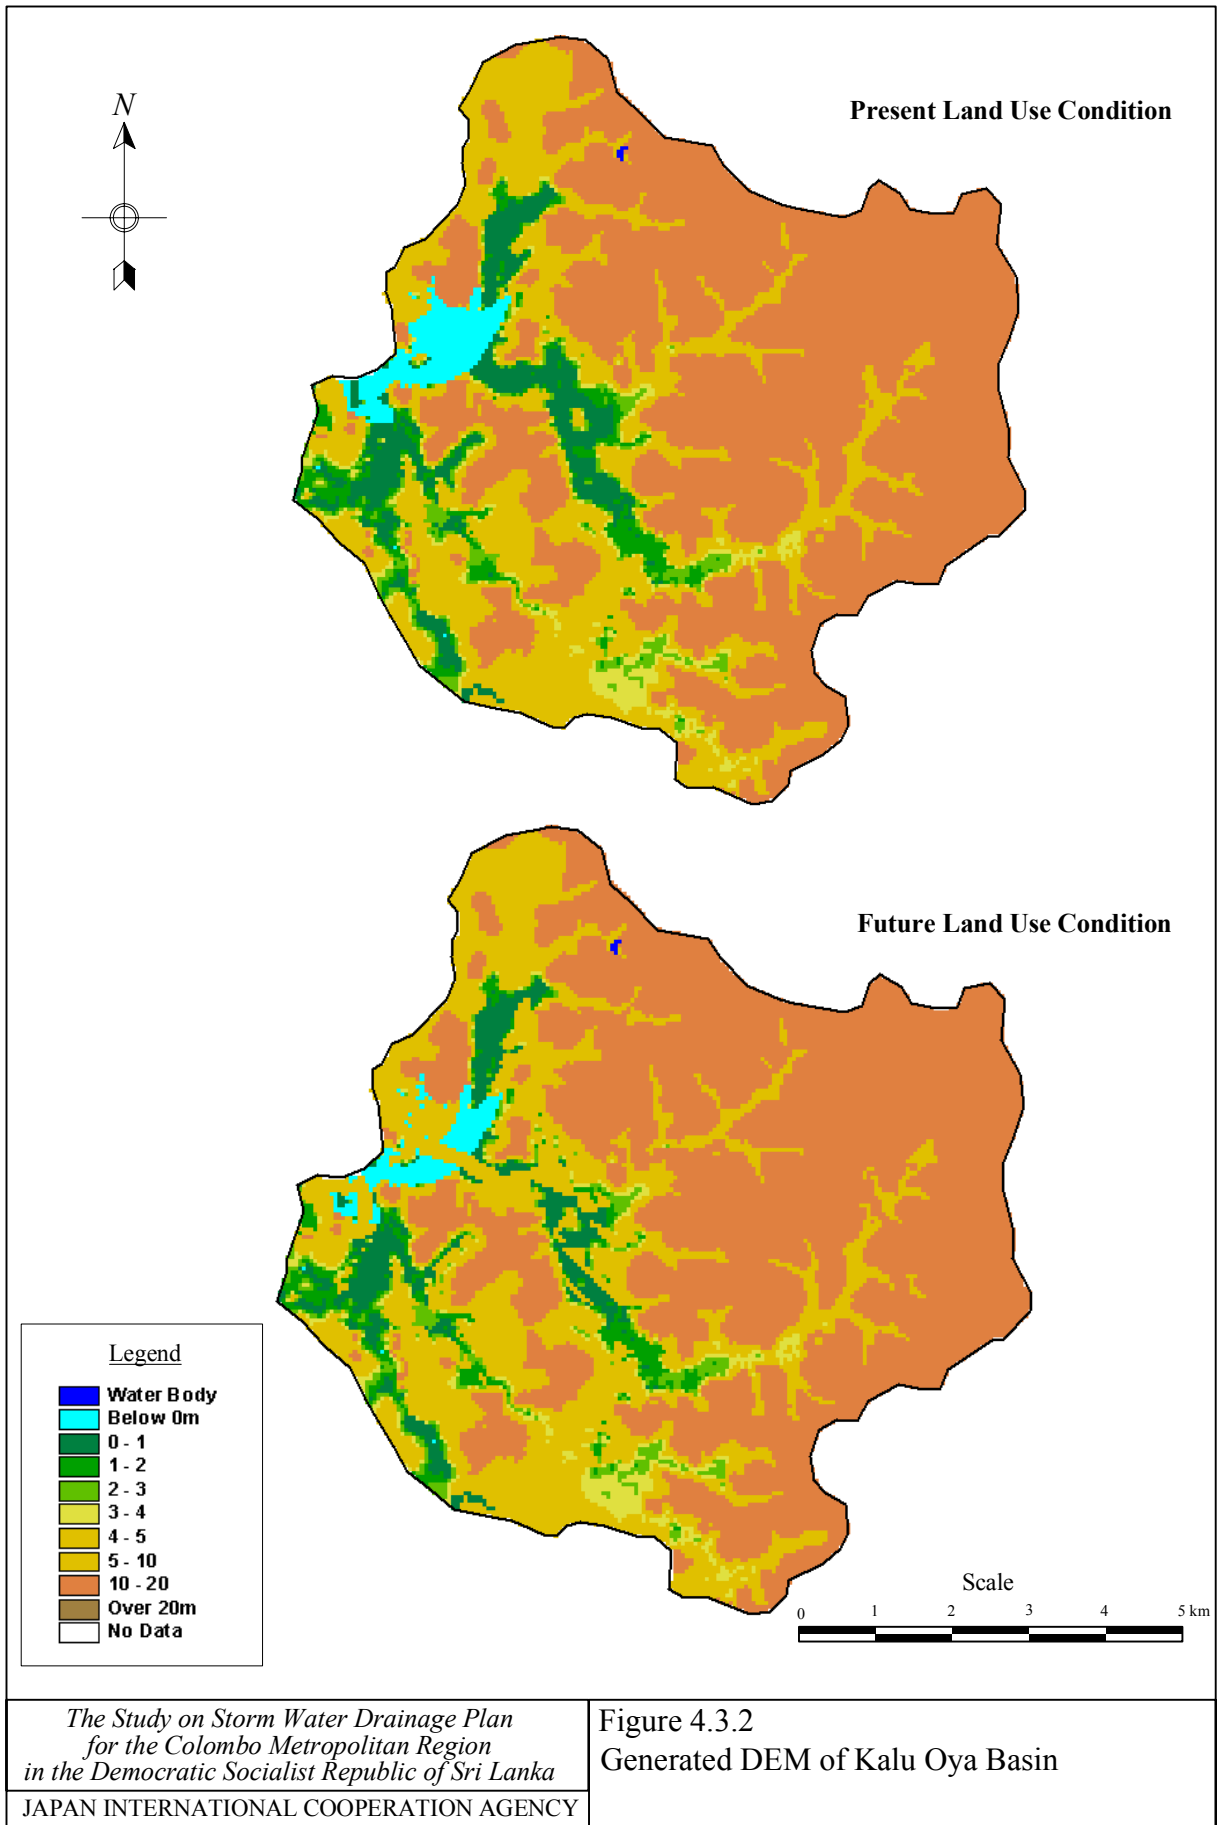 N
Present Land Use Condition
Future Land Use Condition
Legend
Water Body
Below 0m
0 - 1
1 - 2
2 - 3
3 - 4
4 - 5
5 - 10
10 - 20
Over 20m
No Data
Scale
0 1 2 3 4 5 km
The Study on Storm Water Drainage Plan
for the Colombo Metropolitan Region
in the Democratic Socialist Republic of Sri Lanka
JAPAN INTERNATIONAL COOPERATION AGENCY
Figure 4.3.2
Generated DEM of Kalu Oya Basin